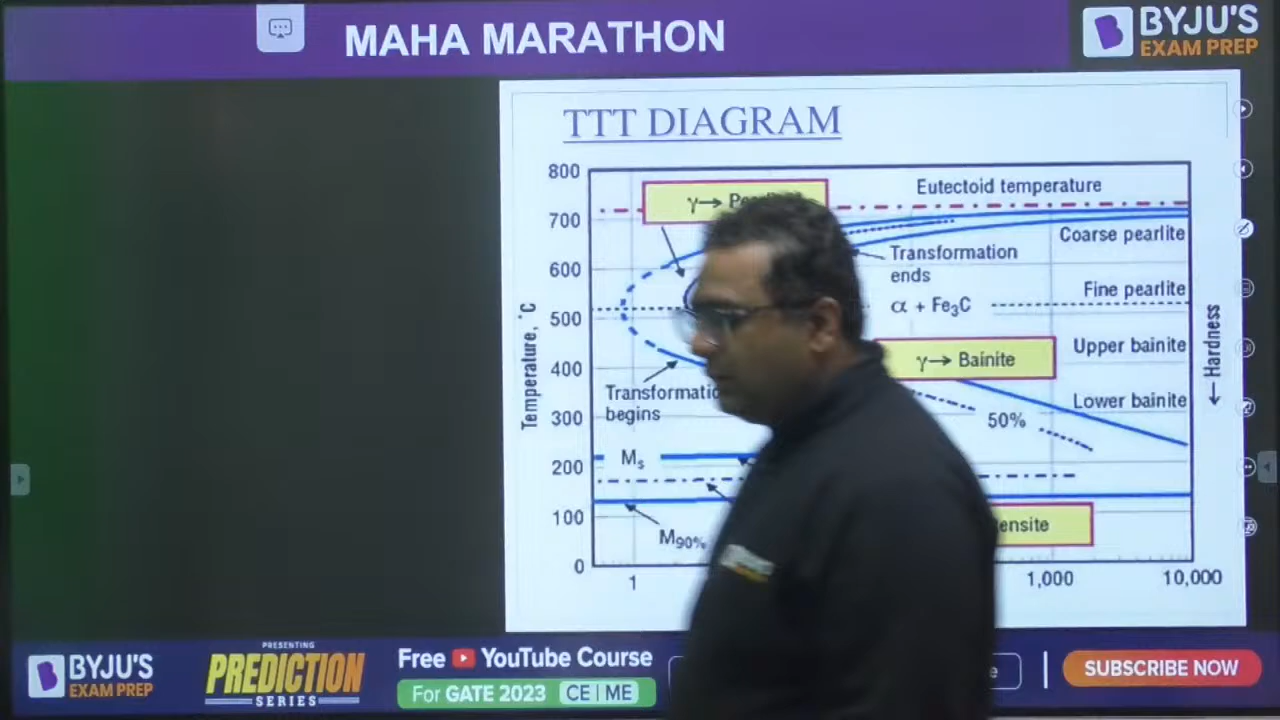 MAHA MARATHON
BYJU'S
EXAM PREP
TTT DIAGRAM
800
700
600
500
400
300
200
100
0
Temperature, °C
γ→
Eutectoid temperature
Coarse pearlite
Transformation
ends
Fine pearlite
α + Fe3C
Upper bainite
γ→ Bainite
Lower bainite
50%
←Hardness
Transformation
begins
Ms
M90%
1
1,000
10,000
BYJU'S
EXAM PREP
PRESENTING
PREDICTION
SERIES
Free YouTube Course
For GATE 2023 CE | ME
SUBSCRIBE NOW